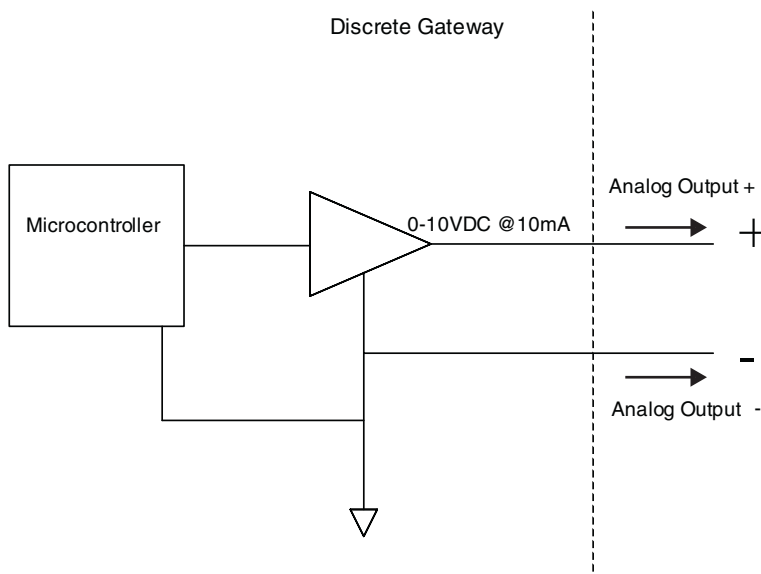 Discrete Gateway
Analog Output +
Microcontroller
0-10VDC @10mA
+
-
Analog Output -